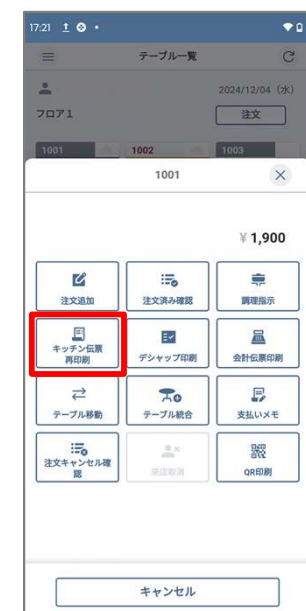 17:21
テーブル一覧
2024/12/04（水）
フロア1
注文
1001
1002
1003
1001
¥ 1,900
注文追加
注文済み確認
調理指示
キッチン伝票
再印刷
デシャップ印刷
会計伝票印刷
テーブル移動
テーブル統合
支払いメモ
注文キャンセル確
認
来店取消
QR印刷
キャンセル